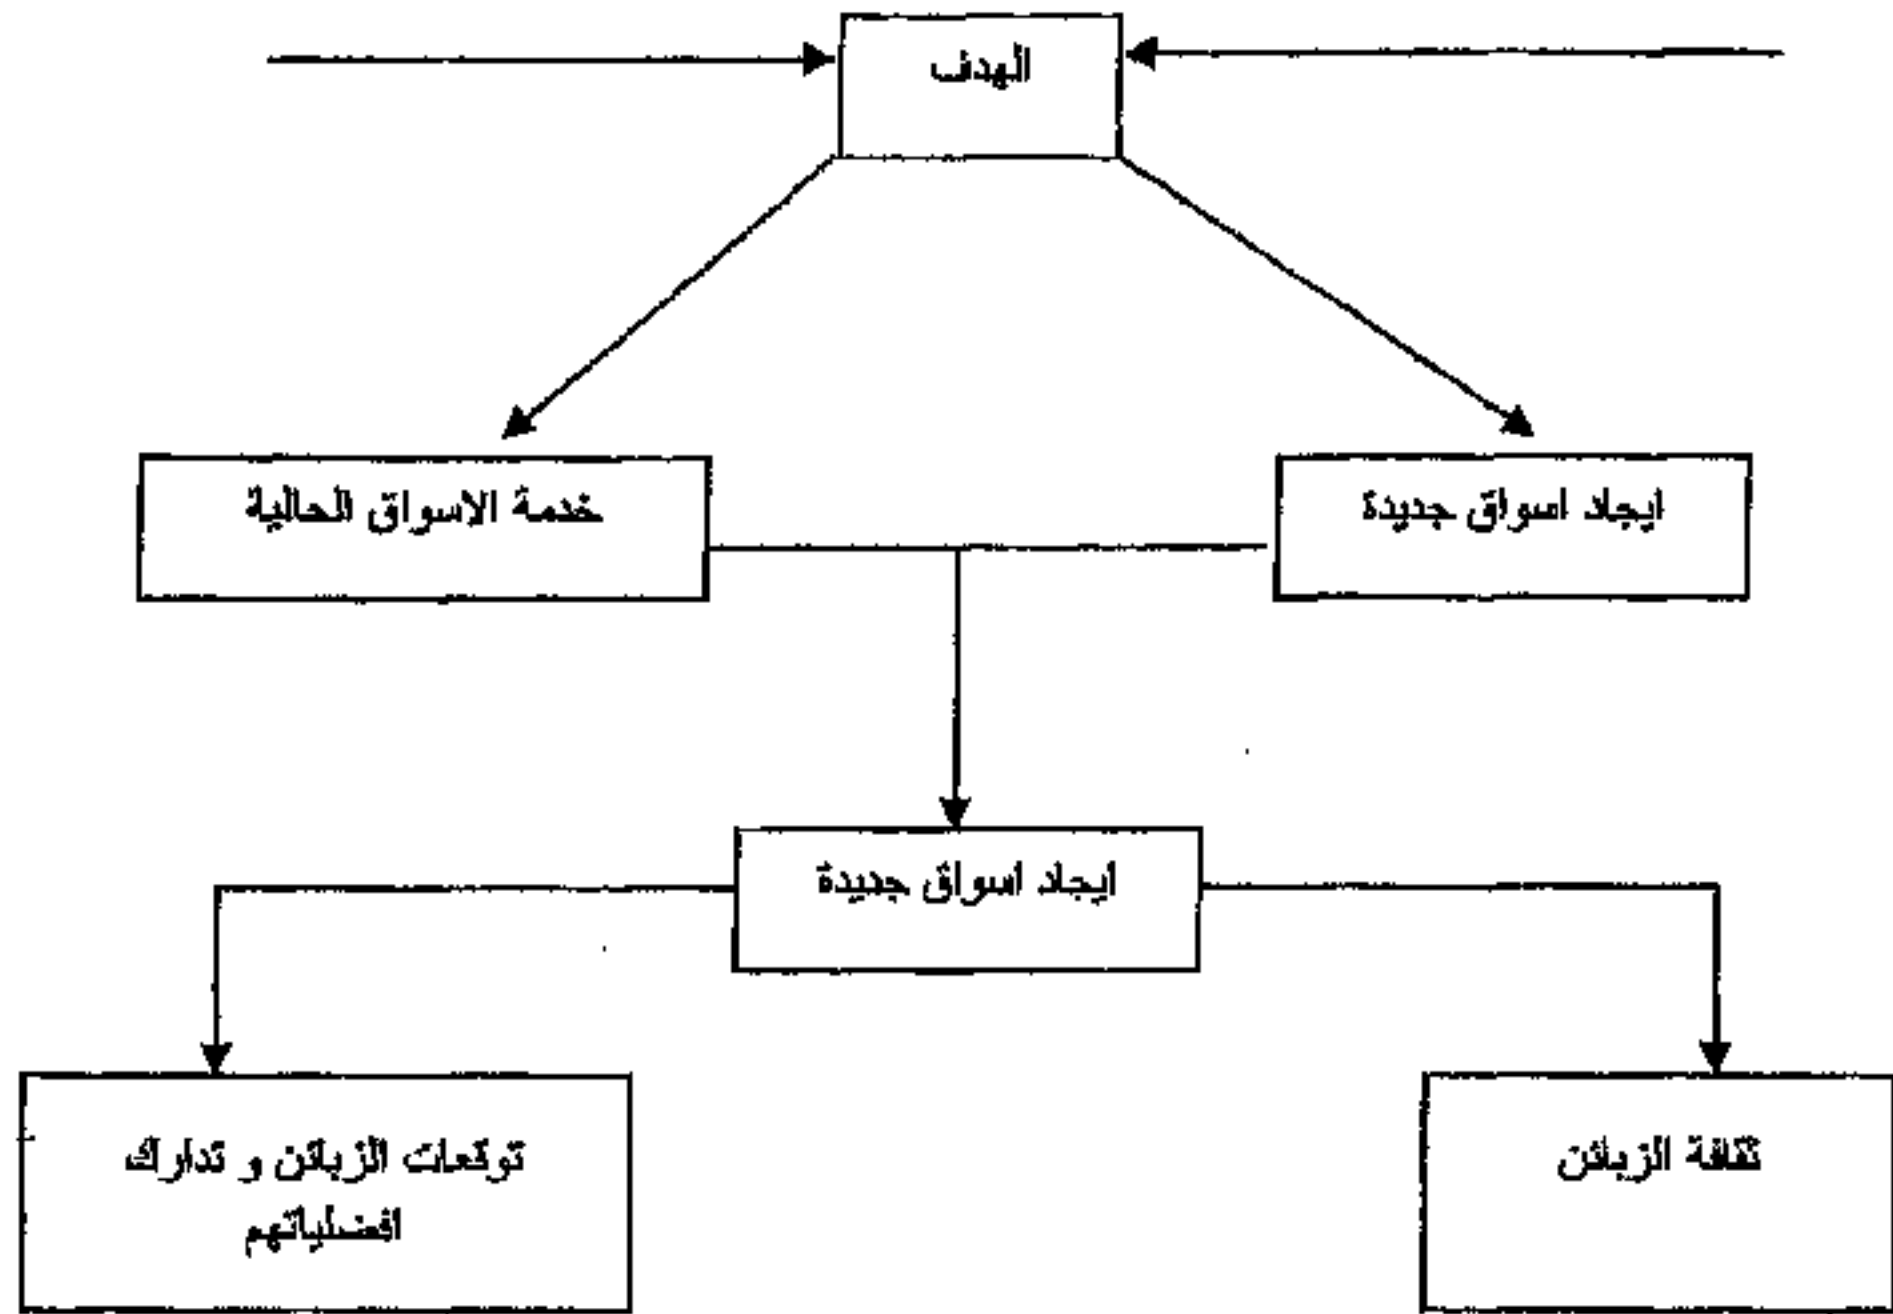 الهدف
ايجاد اسواق جديدة
خدمة الاسواق الحالية
ايجاد اسواق جديدة
ثقافة الزبائن
توقعات الزبائن و تدارك
افضلياتهم